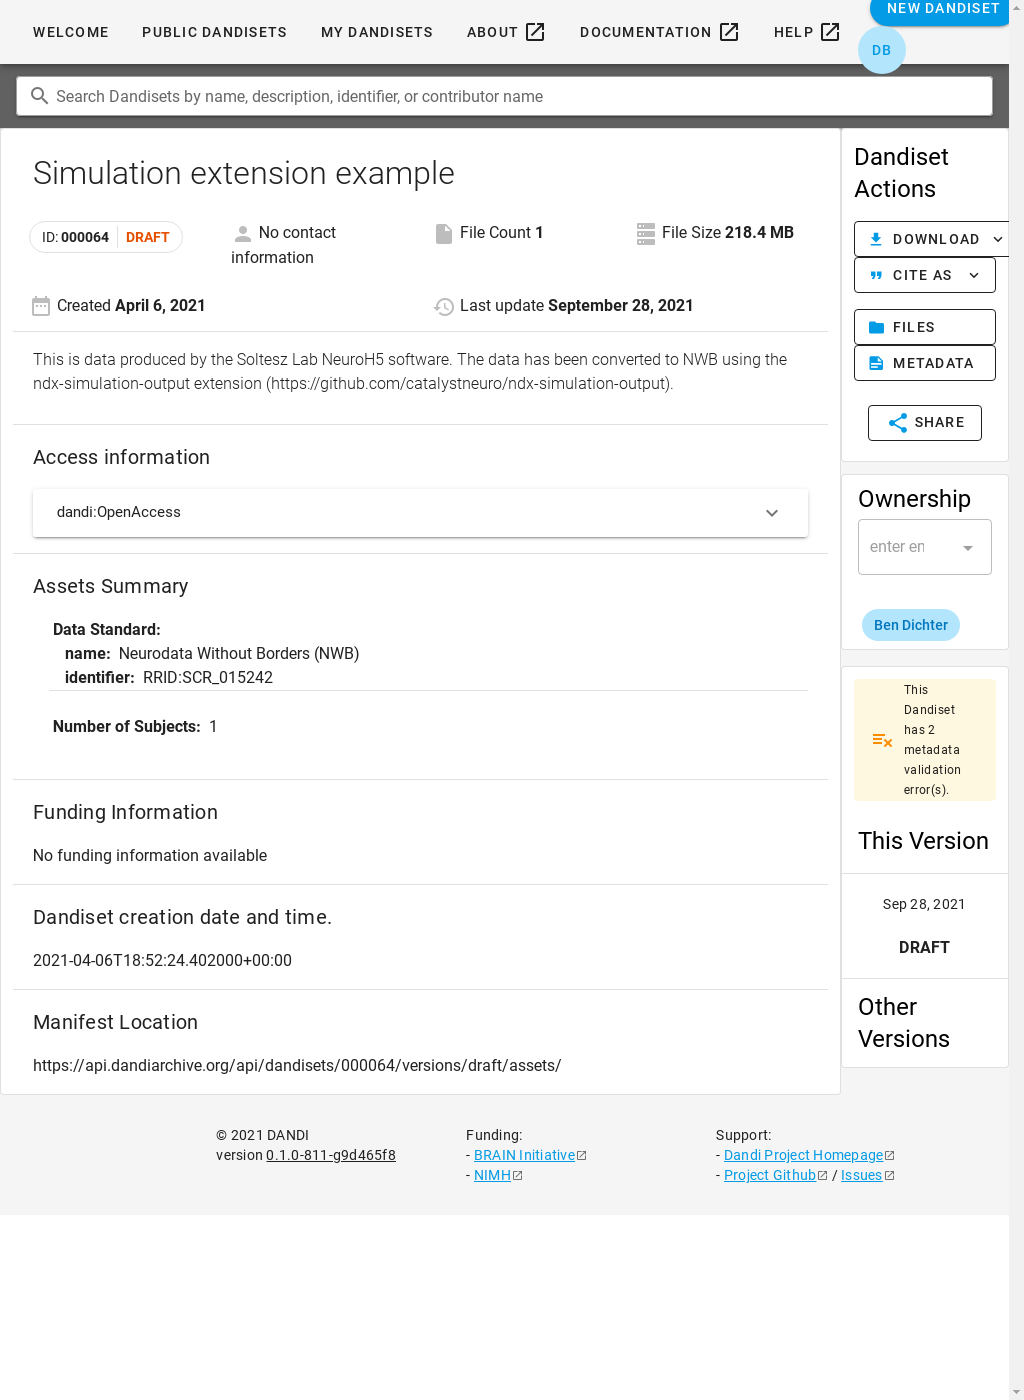 WELCOME PUBLIC DANDISETS MY DANDISETS ABOUT DOCUMENTATION HELP NEW DANDISET
DB
Search Dandisets by name, description, identifier, or contributor name
Simulation extension example
ID: 000064 DRAFT
No contact information
File Count 1
File Size 218.4 MB
Created April 6, 2021
Last update September 28, 2021
This is data produced by the Soltesz Lab NeuroH5 software. The data has been converted to NWB using the
ndx-simulation-output extension (https://github.com/catalystneuro/ndx-simulation-output).
Access information
dandi:OpenAccess
Assets Summary
Data Standard:
name: Neurodata Without Borders (NWB)
identifier: RRID:SCR_015242
Number of Subjects: 1
Funding Information
No funding information available
Dandiset creation date and time.
2021-04-06T18:52:24.402000+00:00
Manifest Location
https://api.dandiarchive.org/api/dandisets/000064/versions/draft/assets/
Dandiset
Actions
DOWNLOAD
CITE AS
FILES
METADATA
SHARE
Ownership
enter en
Ben Dichter
This
Dandiset
has 2
metadata
validation
error(s).
This Version
Sep 28, 2021
DRAFT
Other
Versions
© 2021 DANDI
version 0.1.0-811-g9d465f8
Funding:
- BRAIN Initiative
- NIMH
Support:
- Dandi Project Homepage
- Project Github / Issues